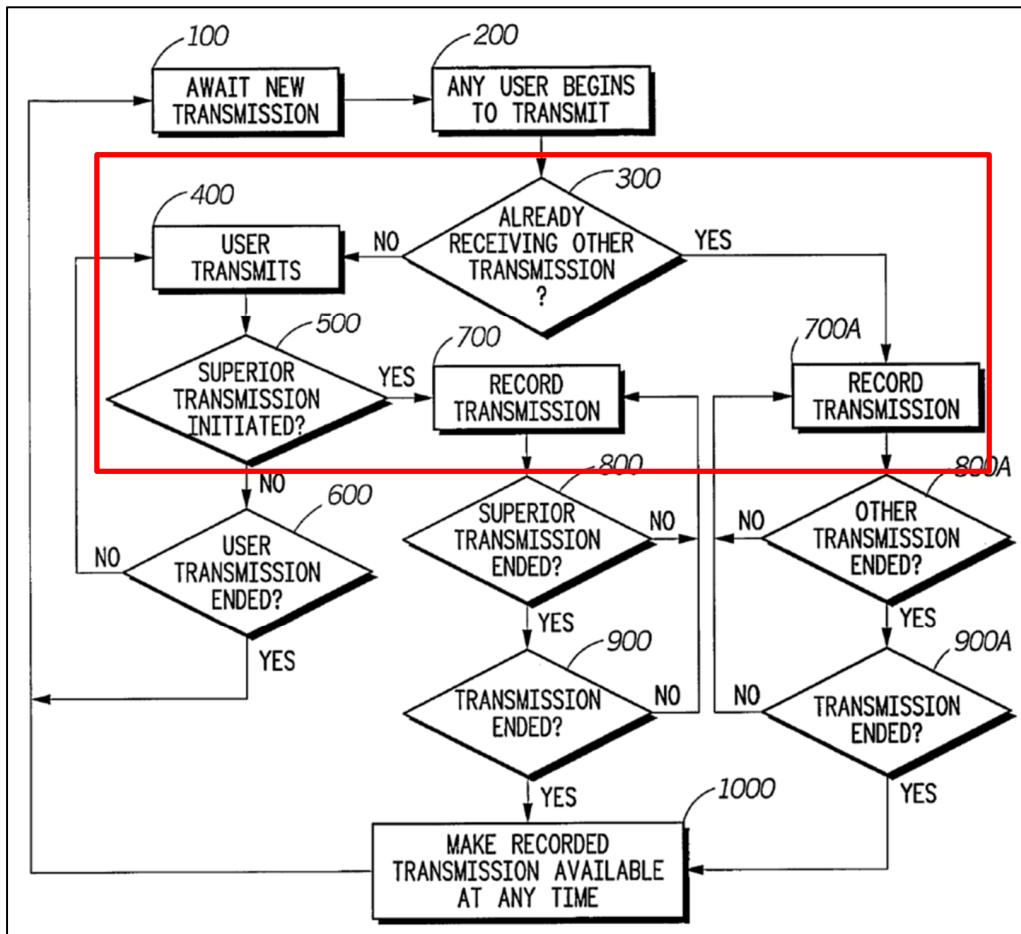 100
AWAIT NEW
TRANSMISSION
200
ANY USER BEGINS
TO TRANSMIT
300
ALREADY
RECEIVING OTHER
TRANSMISSION
?
NO
YES
400
USER
TRANSMITS
500
SUPERIOR
TRANSMISSION
INITIATED?
YES
NO
700
RECORD
TRANSMISSION
700A
RECORD
TRANSMISSION
600
USER
TRANSMISSION
ENDED?
NO
YES
800
SUPERIOR
TRANSMISSION
ENDED?
NO
YES
800A
OTHER
TRANSMISSION
ENDED?
NO
YES
900
TRANSMISSION
ENDED?
NO
YES
900A
TRANSMISSION
ENDED?
NO
YES
1000
MAKE RECORDED
TRANSMISSION AVAILABLE
AT ANY TIME